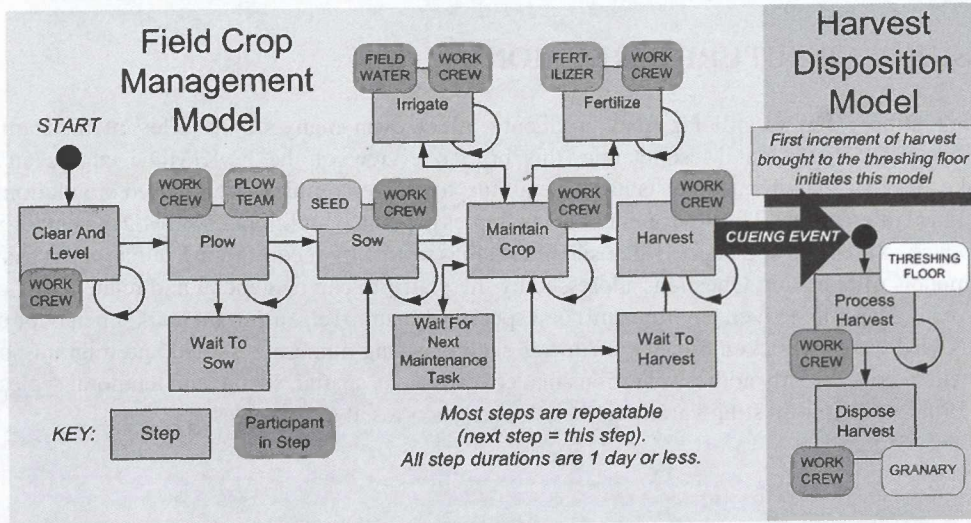 Field Crop
Management
Model
START
Clear And
Level
WORK
CREW
WORK
CREW
PLOW
TEAM
Plow
Wait To
Sow
SEED
WORK
CREW
Sow
FIELD
WATER
WORK
CREW
Irrigate
FERT-
ILIZER
WORK
CREW
Fertilize
Maintain
Crop
WORK
CREW
Wait For
Next
Maintenance
Task
Harvest
WORK
CREW
Wait To
Harvest
KEY:
Step
Participant
in Step
Most steps are repeatable
(next step = this step).
All step durations are 1 day or less.
Harvest
Disposition
Model
First increment of harvest
brought to the threshing floor
initiates this model
CUEING EVENT
THRESHING
FLOOR
Process
Harvest
WORK
CREW
Dispose
Harvest
WORK
CREW
GRANARY